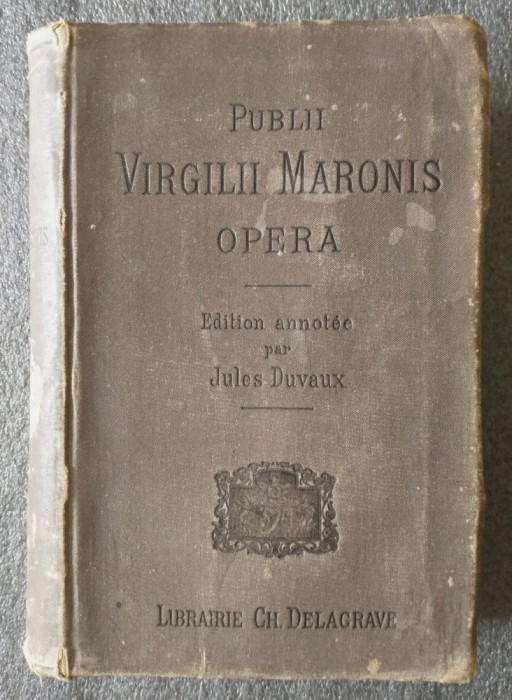 PUBLII
VIRGILII MARONIS
OPERA
Edition annotée
par
Jules Duvaux
LIBRAIRIE CH. DELAGRAVE